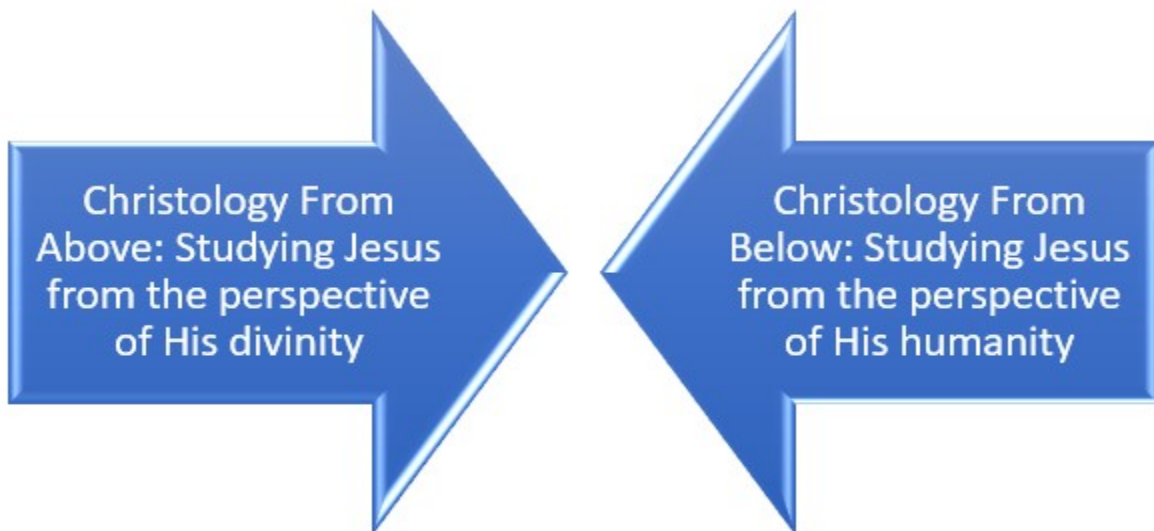 Christology From
Above: Studying Jesus
from the perspective
of His divinity
Christology From
Below: Studying Jesus
from the perspective
of His humanity